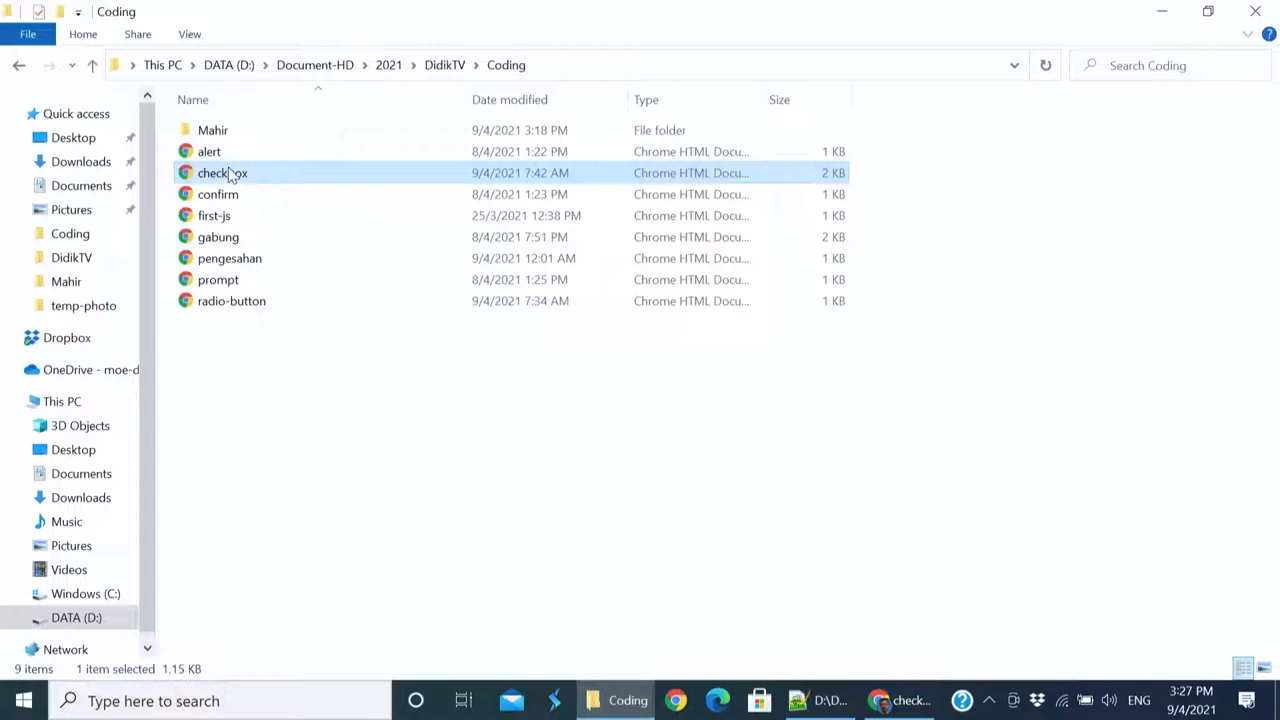 Coding
File Home Share View
This PC DATA (D:) Document-HD 2021 DidikTV Coding Search Coding
Name Date modified Type Size
Mahir 9/4/2021 3:18 PM File folder
alert 8/4/2021 1:22 PM Chrome HTML Docu... 1 KB
checkbox 9/4/2021 7:42 AM Chrome HTML Docu... 2 KB
confirm 8/4/2021 1:23 PM Chrome HTML Docu... 1 KB
first-js 25/3/2021 12:38 PM Chrome HTML Docu... 1 KB
gabung 8/4/2021 7:51 PM Chrome HTML Docu... 2 KB
pengesahan 9/4/2021 12:01 AM Chrome HTML Docu... 1 KB
prompt 8/4/2021 1:25 PM Chrome HTML Docu... 1 KB
radio-button 9/4/2021 7:34 AM Chrome HTML Docu... 1 KB
Quick access
Desktop
Downloads
Documents
Pictures
Coding
DidikTV
Mahir
temp-photo
Dropbox
OneDrive - moe-d
This PC
3D Objects
Desktop
Documents
Downloads
Music
Pictures
Videos
Windows (C:)
DATA (D:)
Network
9 items 1 item selected 1.15 KB
Type here to search Coding D:\D... check... ENG 3:27 PM
9/4/2021